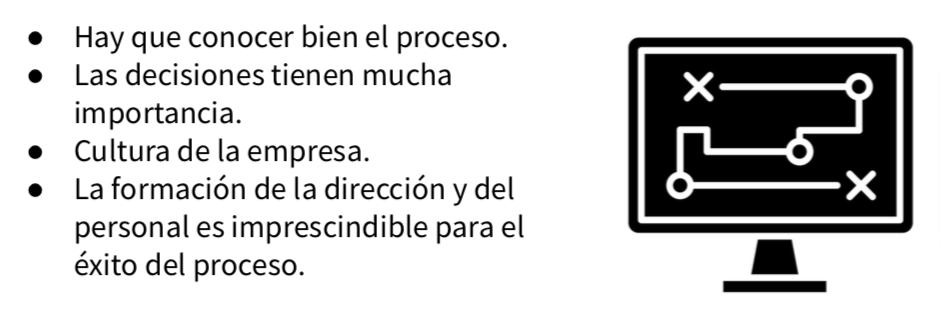 ● Hay que conocer bien el proceso.
● Las decisiones tienen mucha
importancia.
● Cultura de la empresa.
● La formación de la dirección y del
personal es imprescindible para el
éxito del proceso.